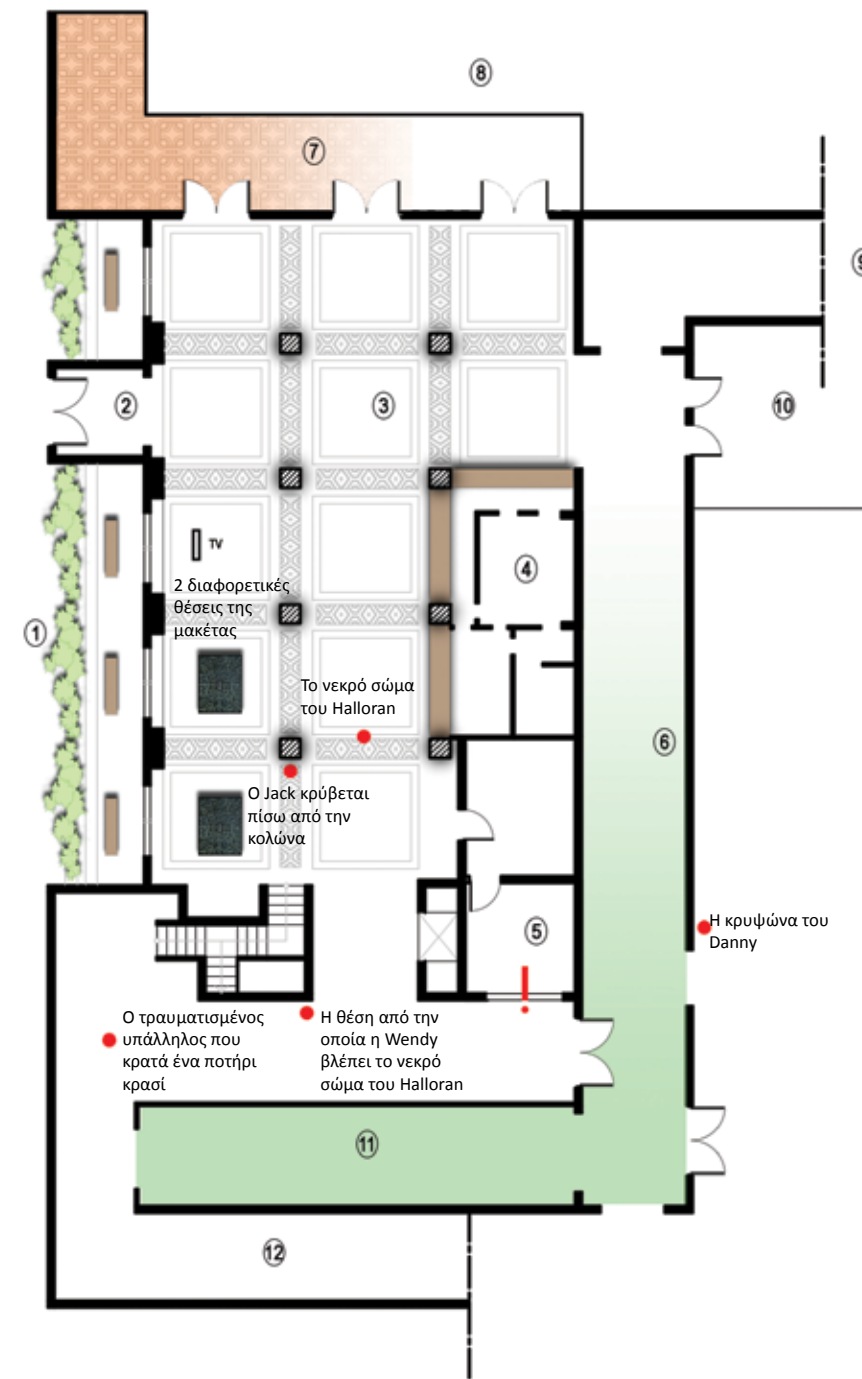 8
7
9
2
3
10
TV
2 διαφορετικές
θέσεις της
μακέτας
4
1
Το νεκρό σώμα
του Halloran
6
Ο Jack κρύβεται
πίσω από την
κολώνα
5
Η κρυψώνα του
Danny
Ο τραυματισμένος
υπάλληλος που
κρατά ένα ποτήρι
κρασί
Η θέση από την
οποία η Wendy
βλέπει το νεκρό
σώμα του Halloran
11
12